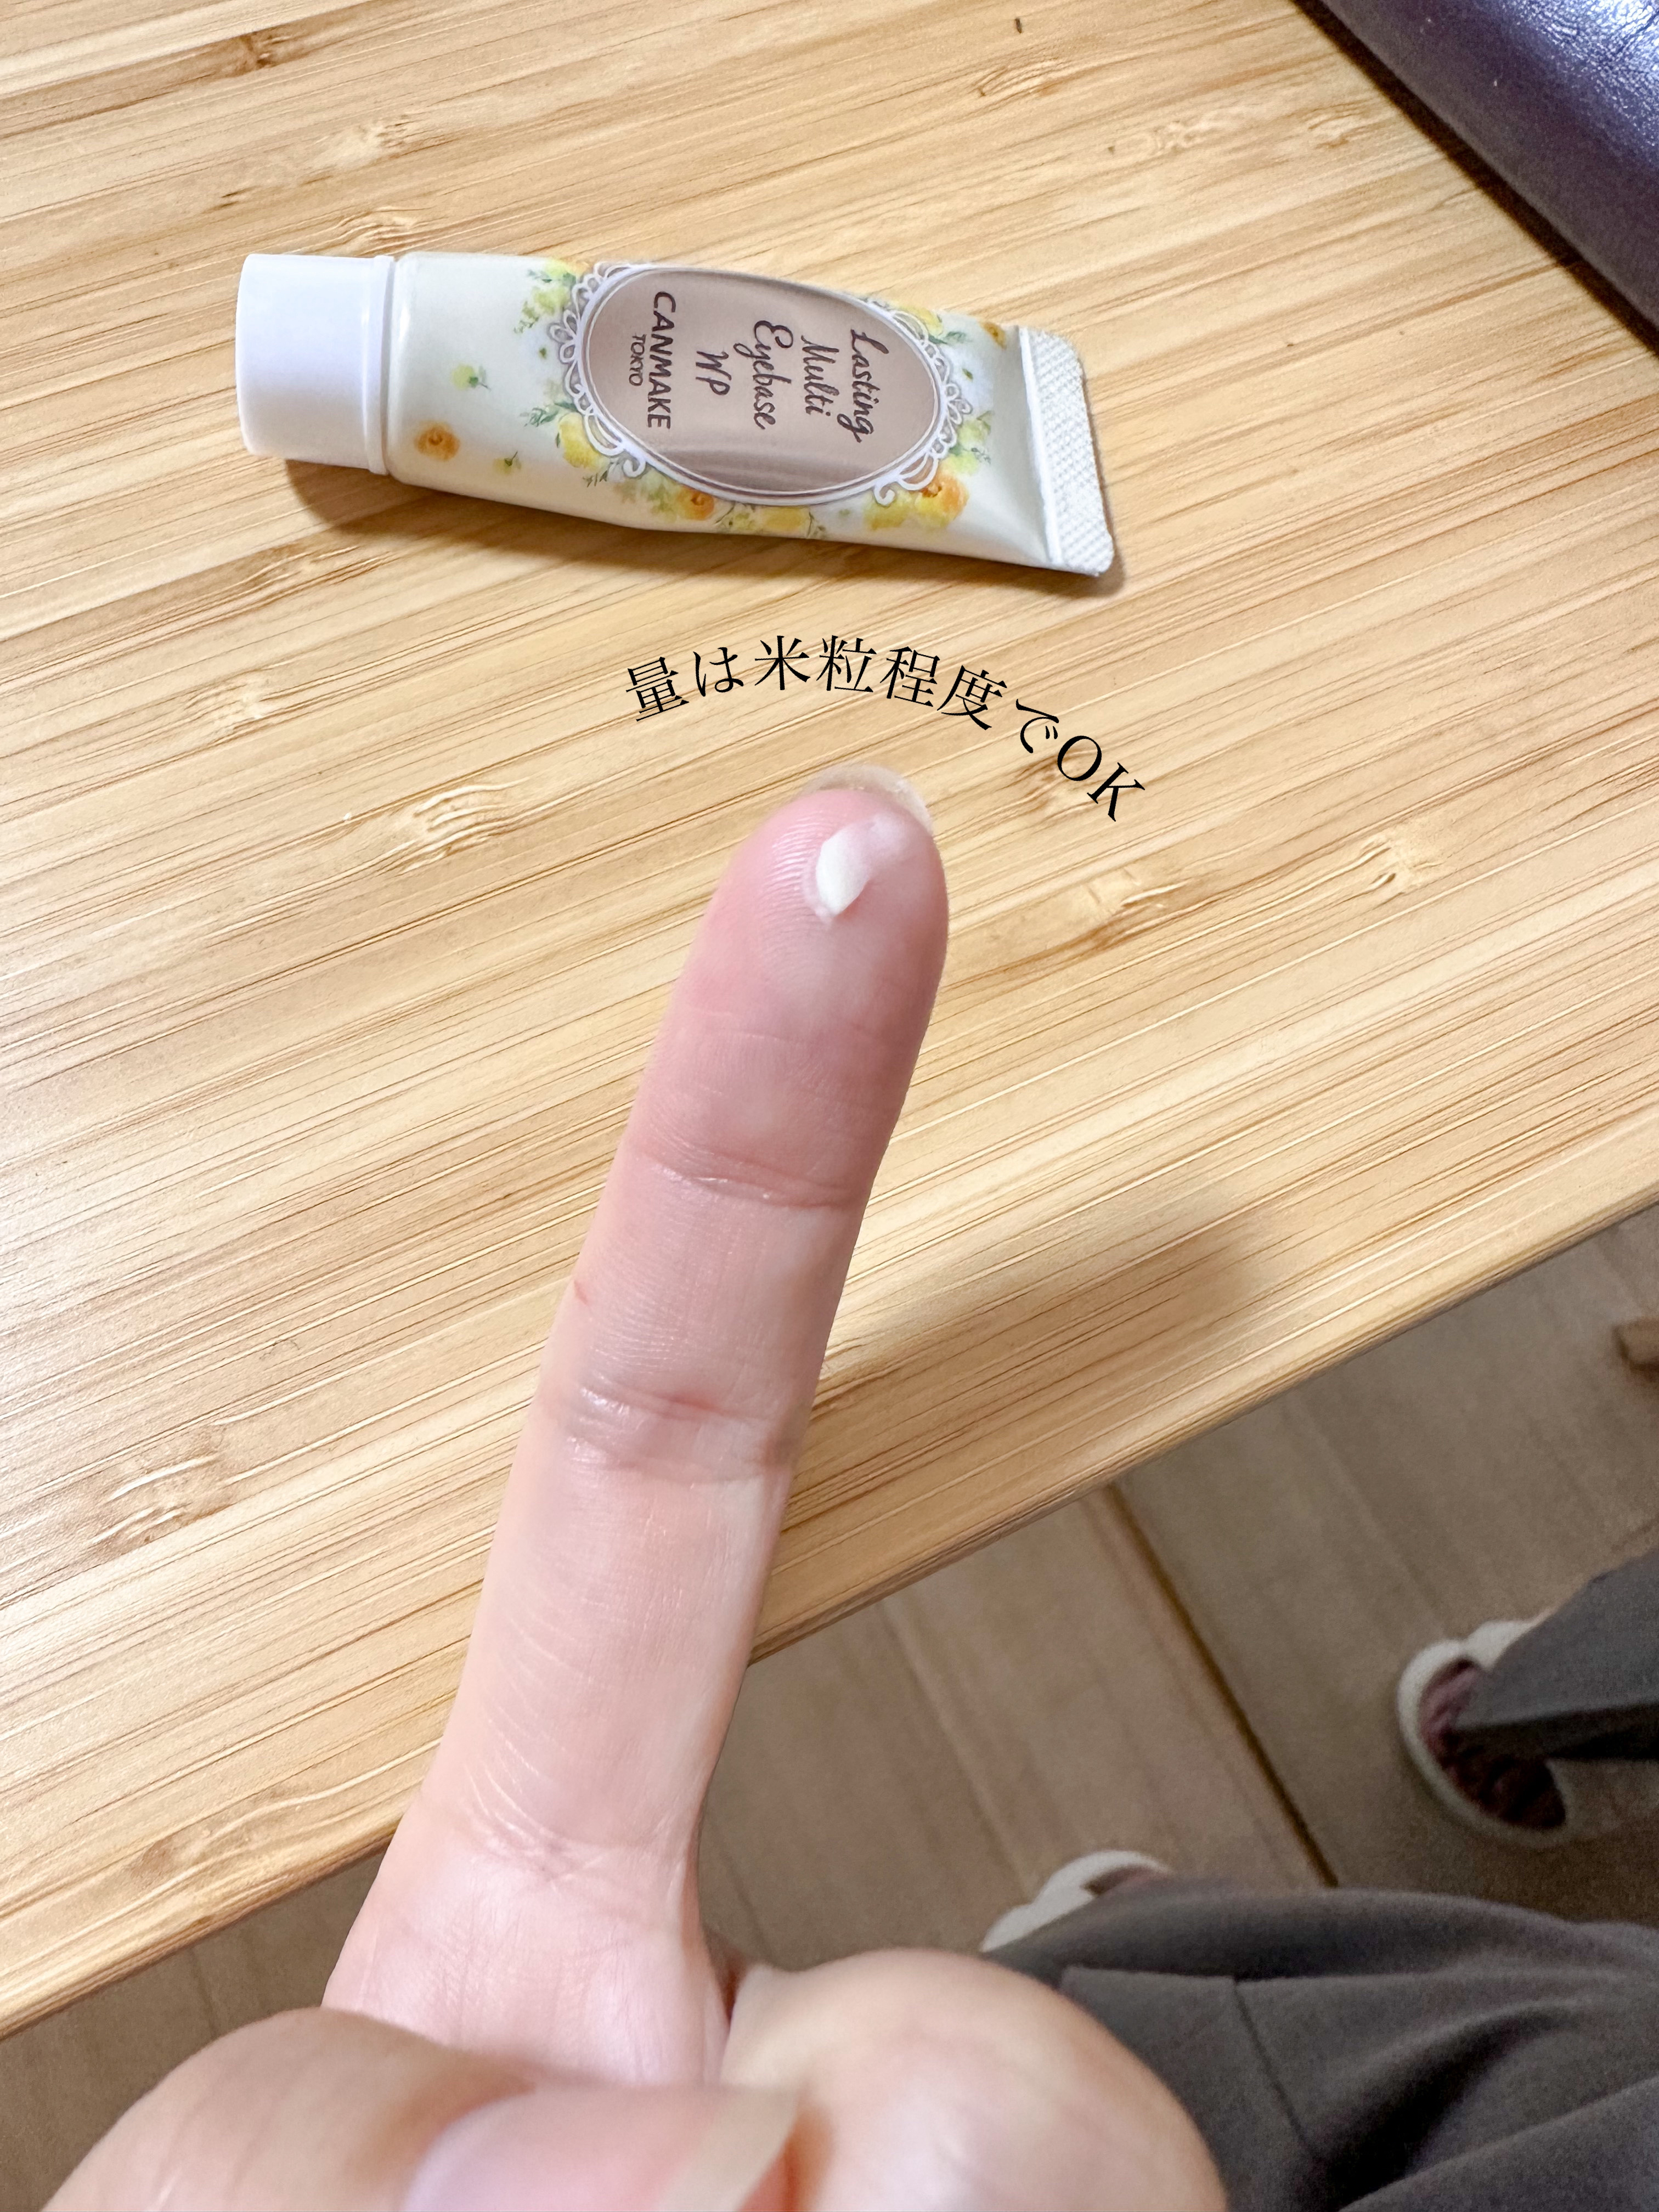 Lasting
Multi
Eyebase
WP
CANMAKE
TOKYO
量は米粒程度でOK